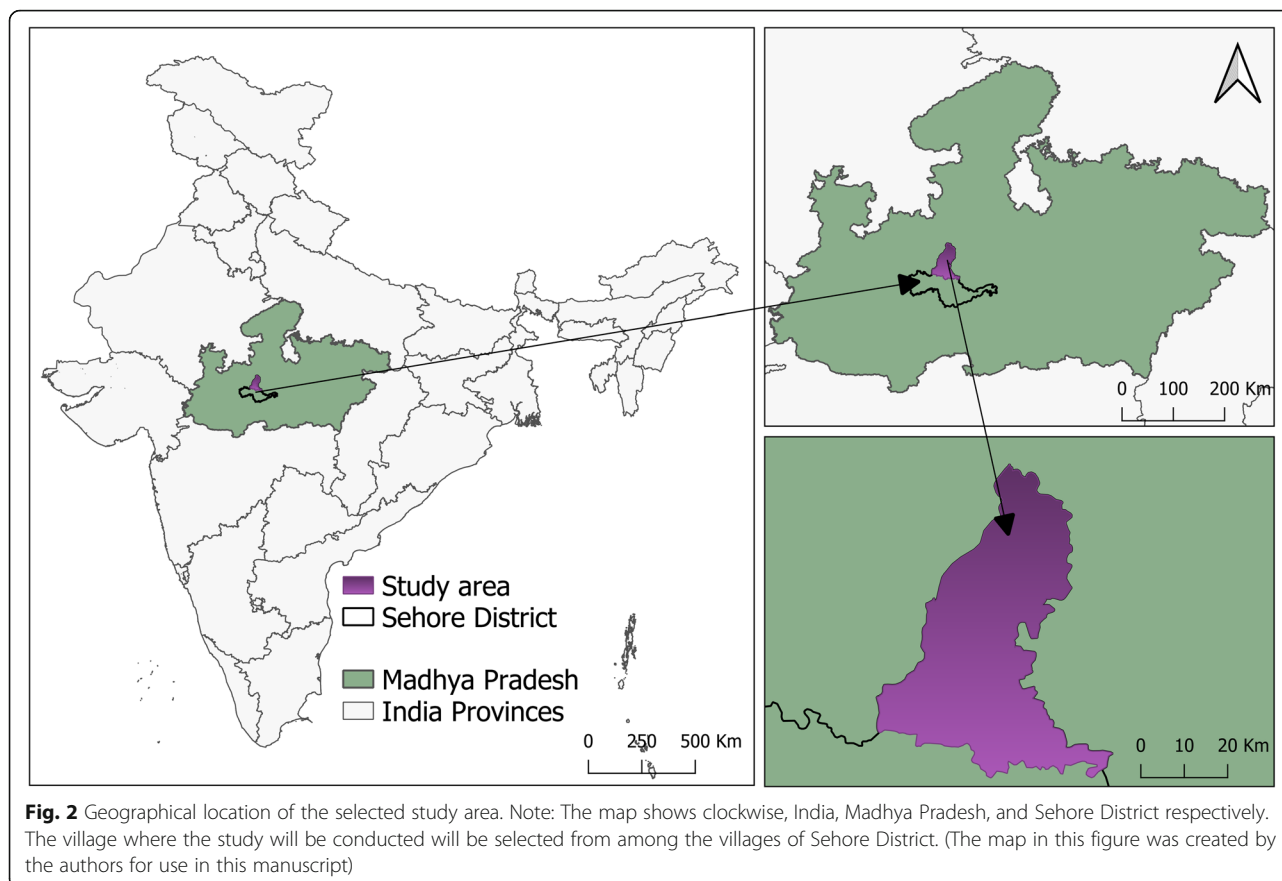 Study area
Sehore District
Madhya Pradesh
India Provinces
0 250 500 Km
0 100 200 Km
0 10 20 Km
Fig. 2 Geographical location of the selected study area. Note: The map shows clockwise, India, Madhya Pradesh, and Sehore District respectively.
The village where the study will be conducted will be selected from among the villages of Sehore District. (The map in this figure was created by
the authors for use in this manuscript)